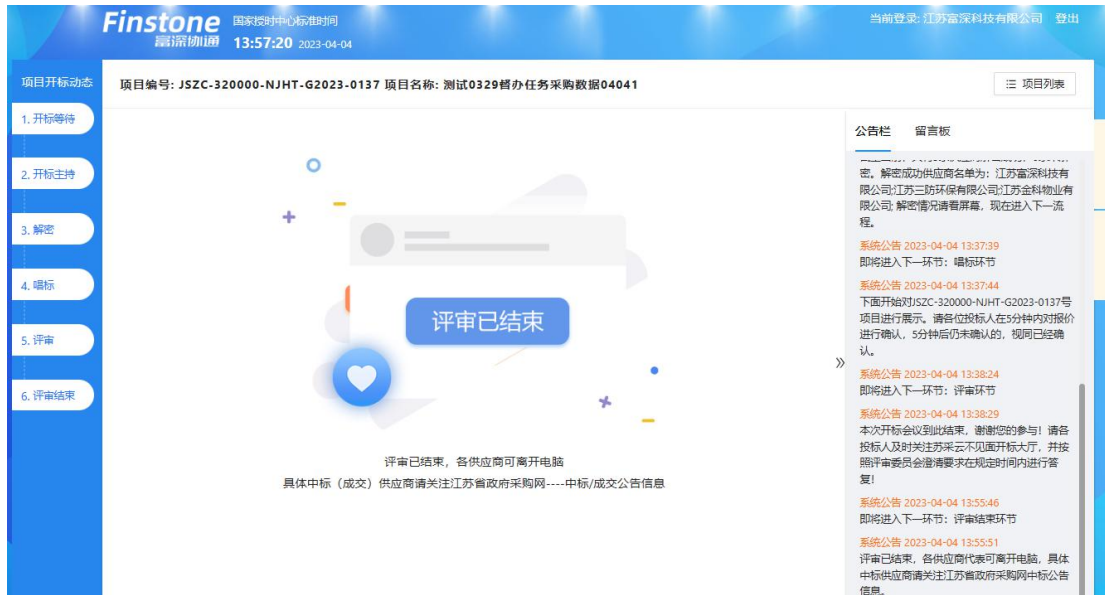 Finstone
富深协通
国家授时中心标准时间
13:57:20 2023-04-04
当前登录: 江苏富深科技有限公司 登出
项目开标动态
1. 开标等待
2. 开标主持
3. 解密
4. 唱标
5. 评审
6. 评审结束
项目编号: JSZC-320000-NJHT-G2023-0137 项目名称: 测试0329督办任务采购数据04041
项目列表
评审已结束
评审已结束，各供应商可离开电脑
具体中标（成交）供应商请关注江苏省政府采购网----中标/成交公告信息
公告栏 留言板
密。解密成功供应商名单为：江苏富深科技有
限公司;江苏三防环保有限公司;江苏金科物业有
限公司; 解密情况请看屏幕，现在进入下一流
程。
系统公告 2023-04-04 13:37:39
即将进入下一环节：唱标环节
系统公告 2023-04-04 13:37:44
下面开始对JSZC-320000-NJHT-G2023-0137号
项目进行展示。请各位投标人在5分钟内对报价
进行确认，5分钟后仍未确认的，视同已经确
认。
系统公告 2023-04-04 13:38:24
即将进入下一环节：评审环节
系统公告 2023-04-04 13:38:29
本次开标会议到此结束，谢谢您的参与！请各
投标人及时关注苏采云不见面开标大厅，并按
照评审委员会澄清要求在规定时间内进行答
复！
系统公告 2023-04-04 13:55:46
即将进入下一环节：评审结束环节
系统公告 2023-04-04 13:55:51
评审已结束，各供应商代表可离开电脑，具体
中标供应商请关注江苏省政府采购网中标公告
信息。